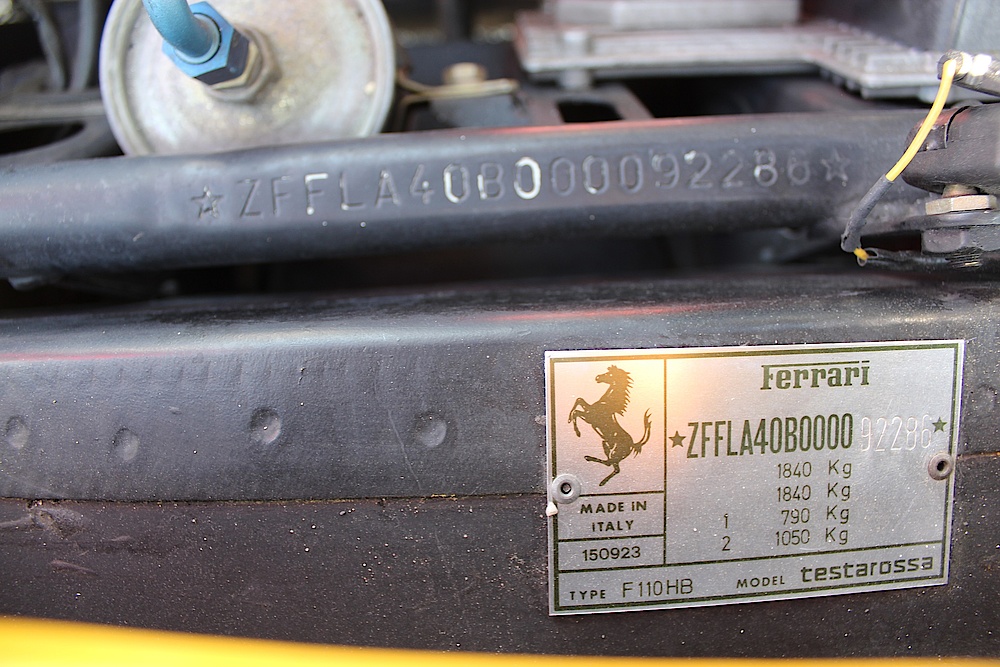 ★ZFFLA40B000092286★
Ferrari
★ZFFLA40B0000 92286★
1840 Kg
1840 Kg
1 790 Kg
2 1050 Kg
MADE IN
ITALY
150923
TYPE F110HB MODEL testarossa